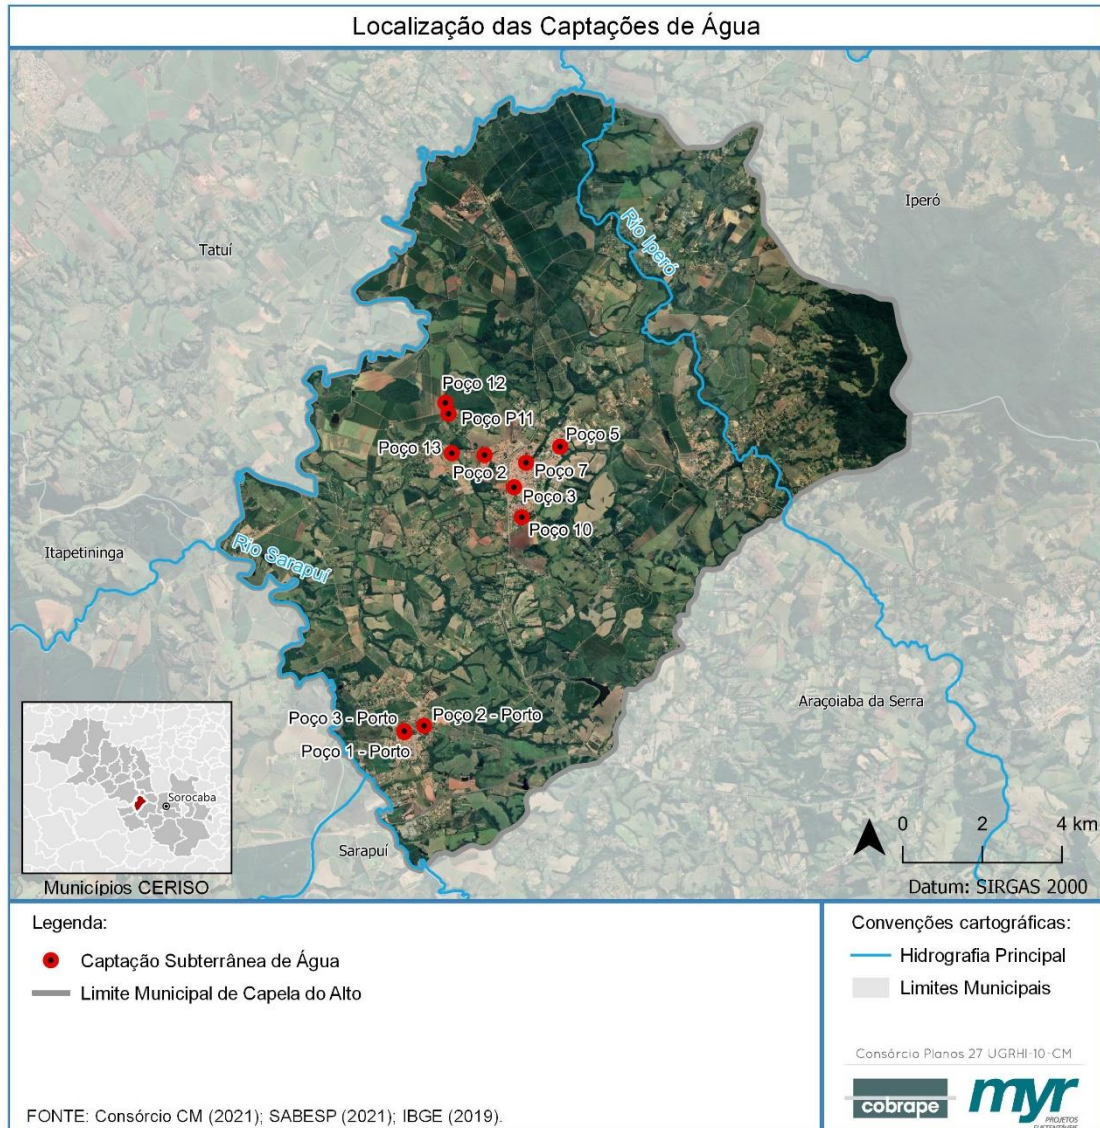 Localização das Captações de Água
Iperó
Tatuí
Rio Iperó
Poço 12
Poço P11
Poço 5
Poço 13
Poço 2
Poço 7
Poço 3
Poço 10
Itapetininga
Rio Sarapuí
Araçoiaba da Serra
Poço 3 - Porto
Poço 2 - Porto
Poço 1 - Porto
Sorocaba
Sarapuí
0 2 4 km
Municípios CERISO
Datum: SIRGAS 2000
Legenda:
Captação Subterrânea de Água
Limite Municipal de Capela do Alto
Convenções cartográficas:
Hidrografia Principal
Limites Municipais
Consórcio Planos 27 UGRHI-10-CM
cobrape
myr
PROJETOS
SUSTENTÁVEIS
FONTE: Consórcio CM (2021); SABESP (2021); IBGE (2019).